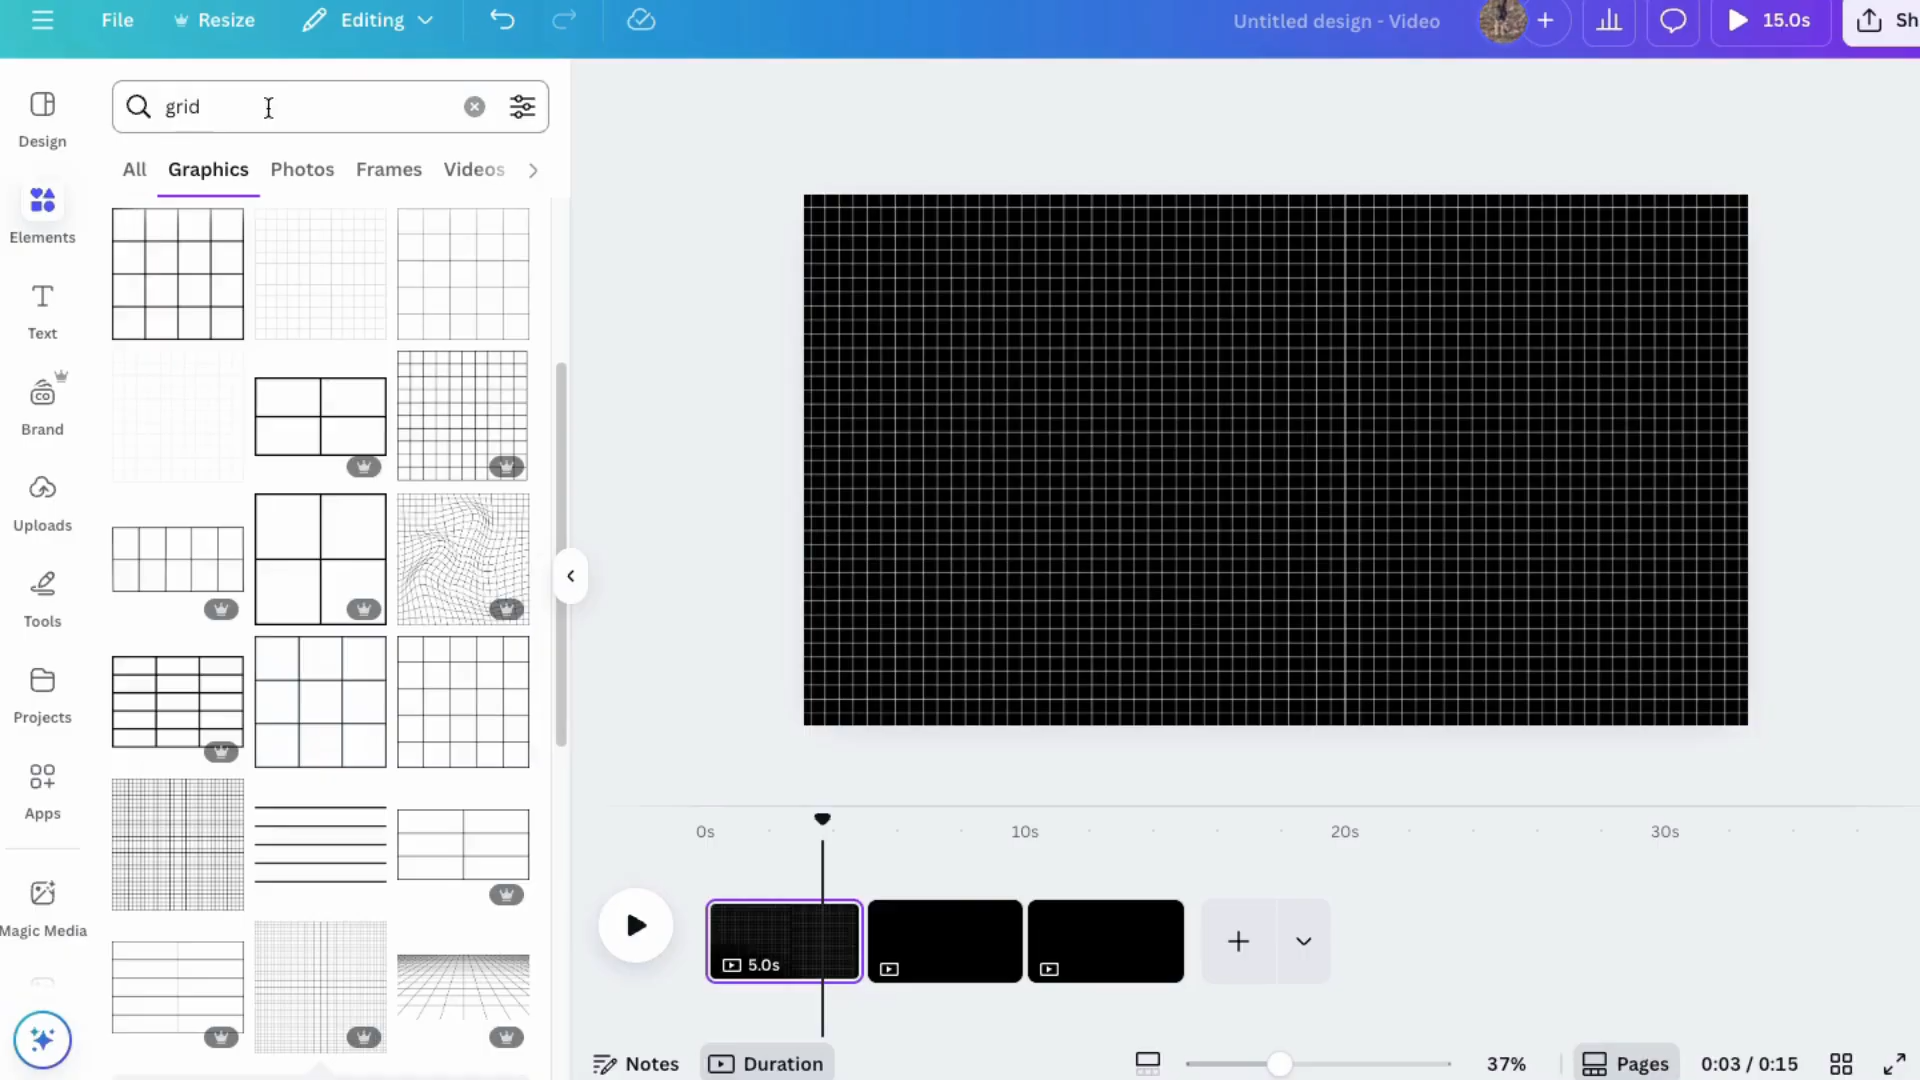 File
Resize
Editing
Untitled design - Video
15.0s
Sh
grid
All
Graphics
Photos
Frames
Videos
Design
Elements
Text
Brand
Uploads
Tools
Projects
Apps
Magic Media
0s
10s
20s
30s
5.0s
Notes
Duration
37%
Pages
0:03 / 0:15